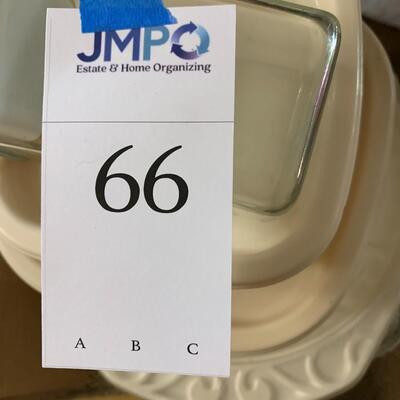 JMPO
Estate & Home Organizing
66
A B C